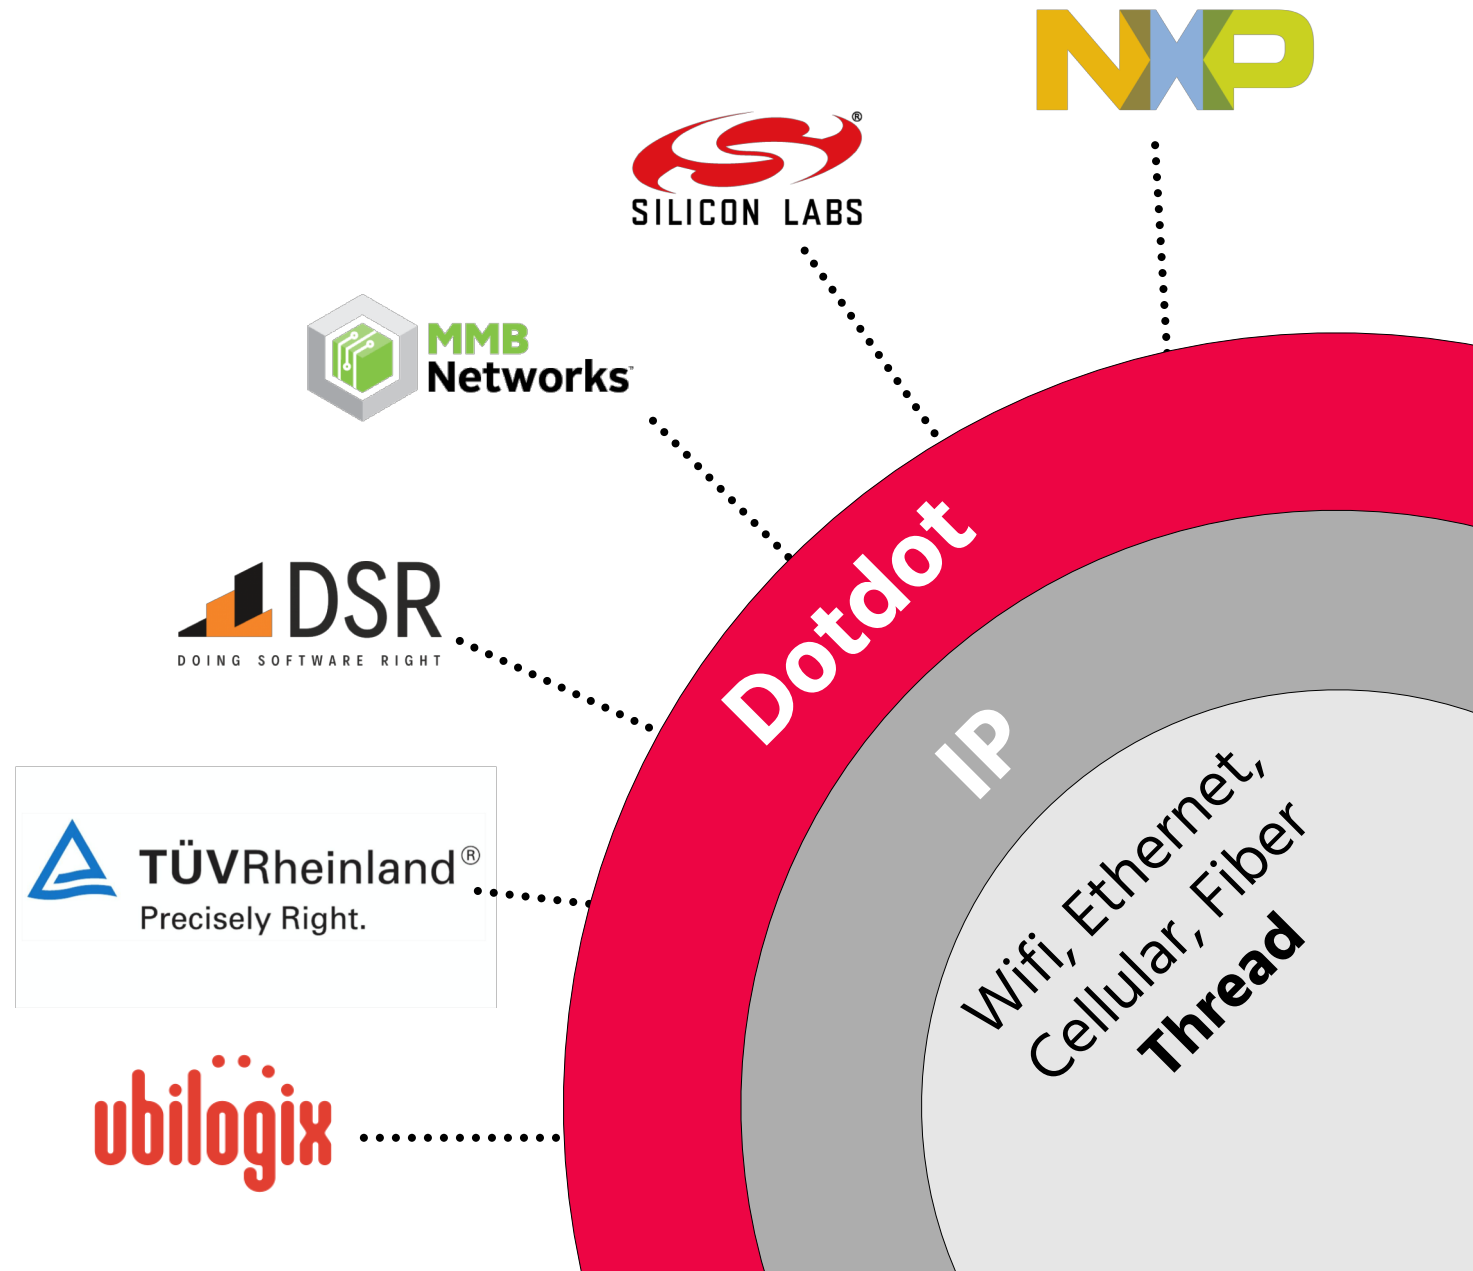 NXP
SILICON LABS®
MMB
Networks™
DSR
DOING SOFTWARE RIGHT
TÜVRheinland®
Precisely Right.
ubilogix
Dotdot
IP
Wifi, Ethernet,
Cellular, Fiber
Thread